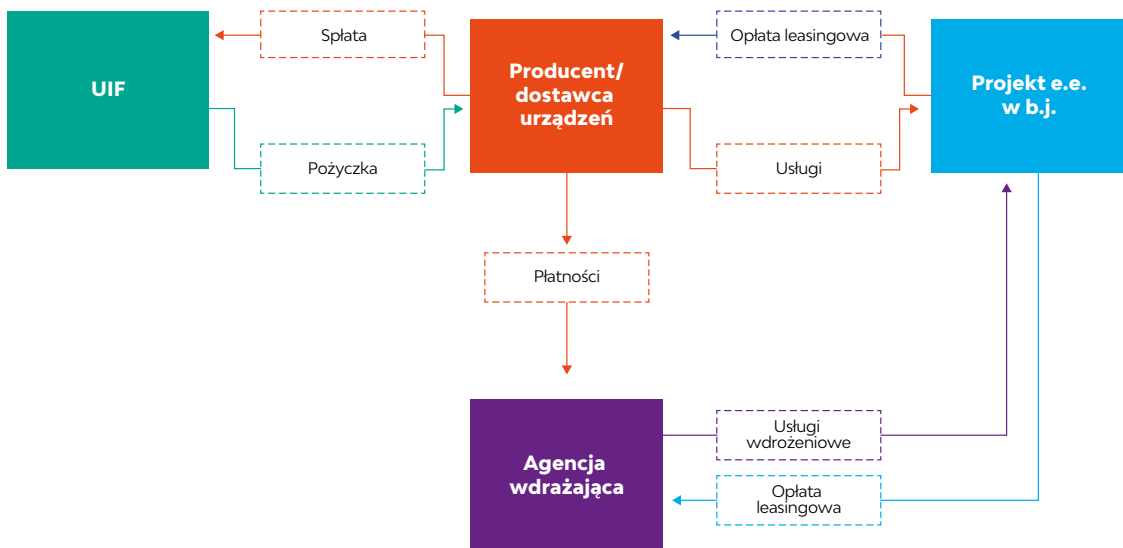 UIF
Spłata
Pożyczka
Producent/
dostawca
urządzeń
Opłata leasingowa
Usługi
Projekt e.e.
w b.j.
Płatności
Agencja
wdrażająca
Usługi
wdrożeniowe
Opłata
leasingowa